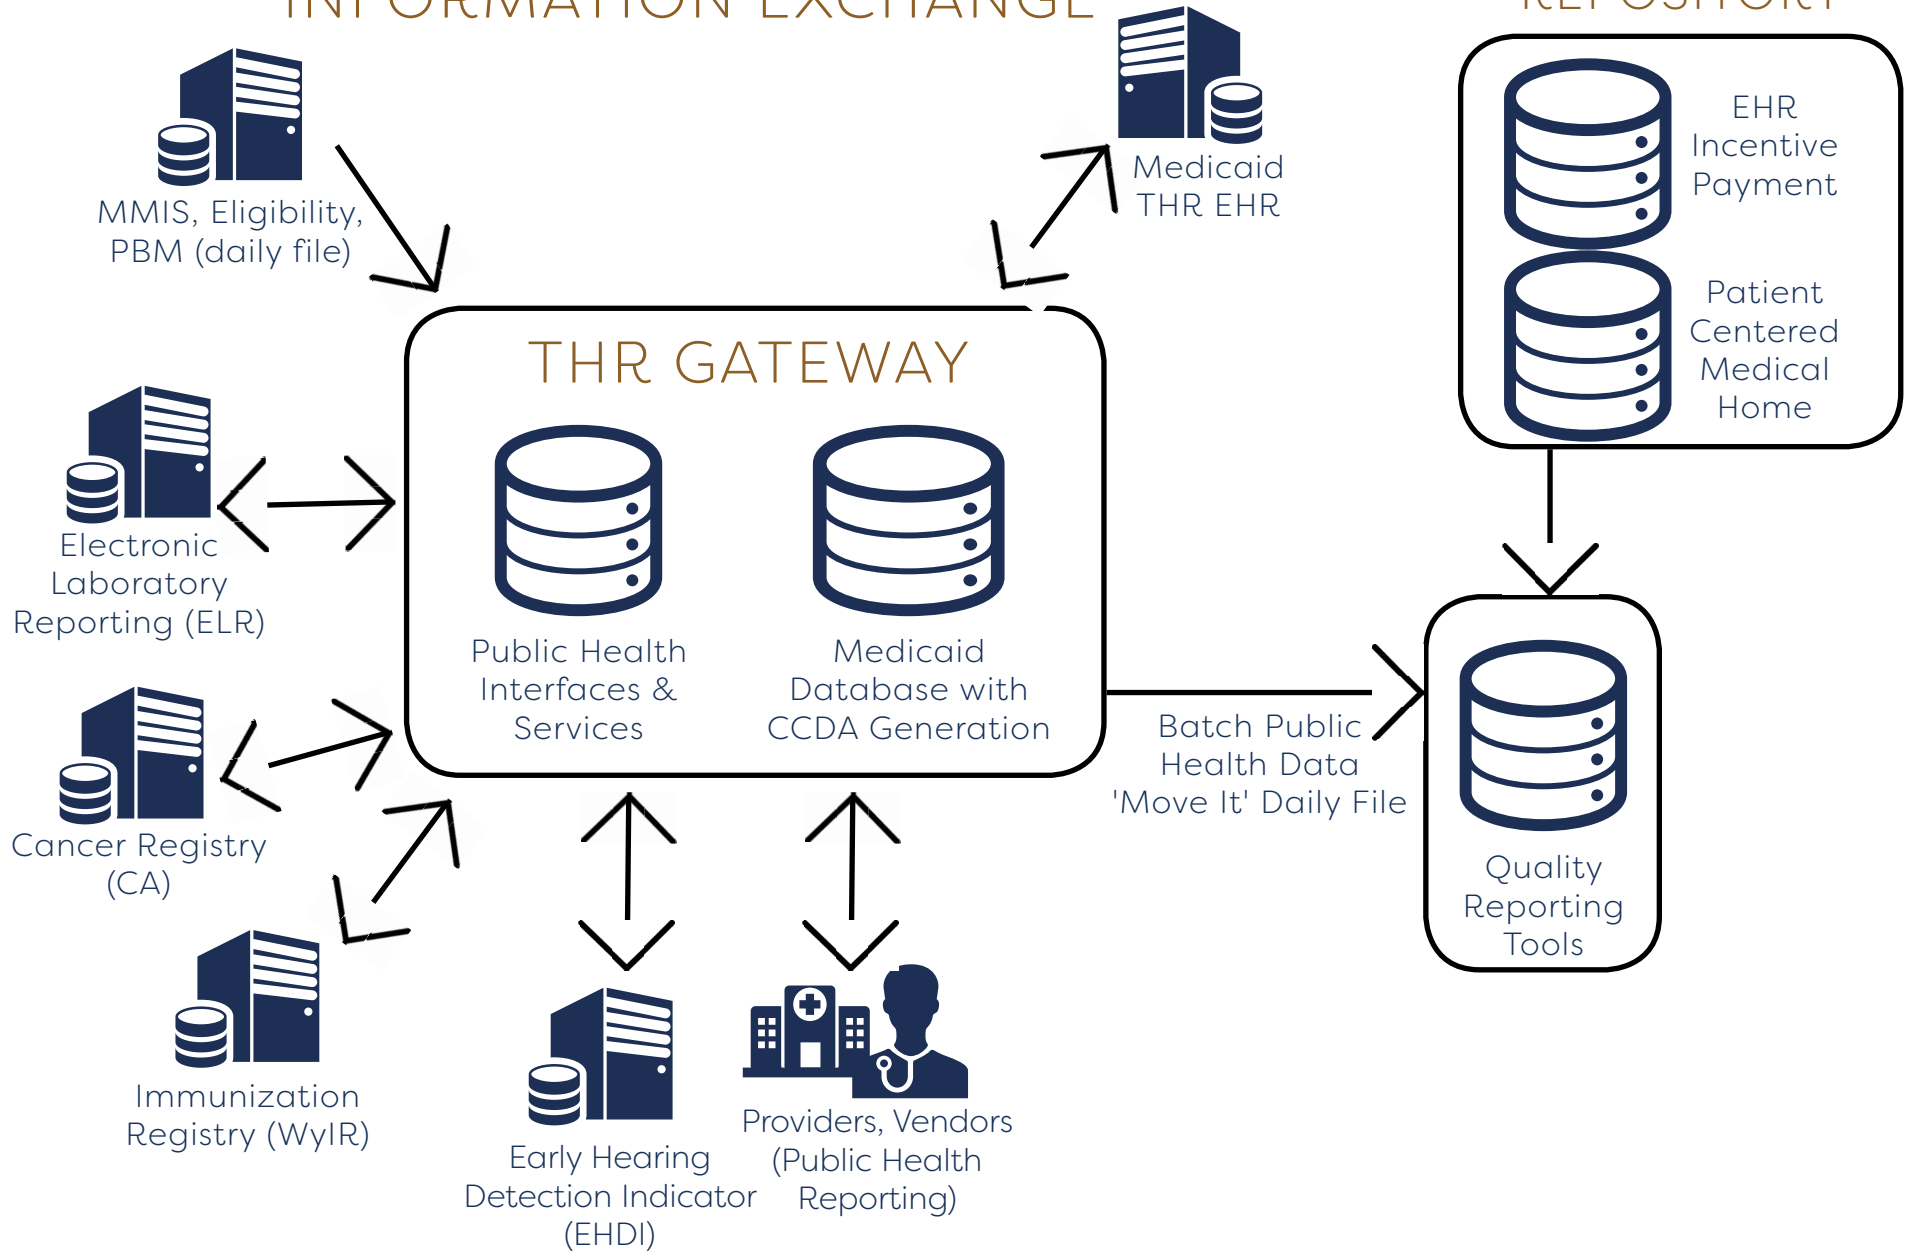 INFORMATION EXCHANGE
REPOSITORY
MMIS, Eligibility,
PBM (daily file)
Medicaid
THR EHR
EHR
Incentive
Payment
Patient
Centered
Medical
Home
THR GATEWAY
Electronic
Laboratory
Reporting (ELR)
Public Health
Interfaces &
Services
Medicaid
Database with
CCDA Generation
Batch Public
Health Data
'Move It' Daily File
Cancer Registry
(CA)
Quality
Reporting
Tools
Immunization
Registry (WyIR)
Early Hearing
Detection Indicator
(EHDI)
Providers, Vendors
(Public Health
Reporting)